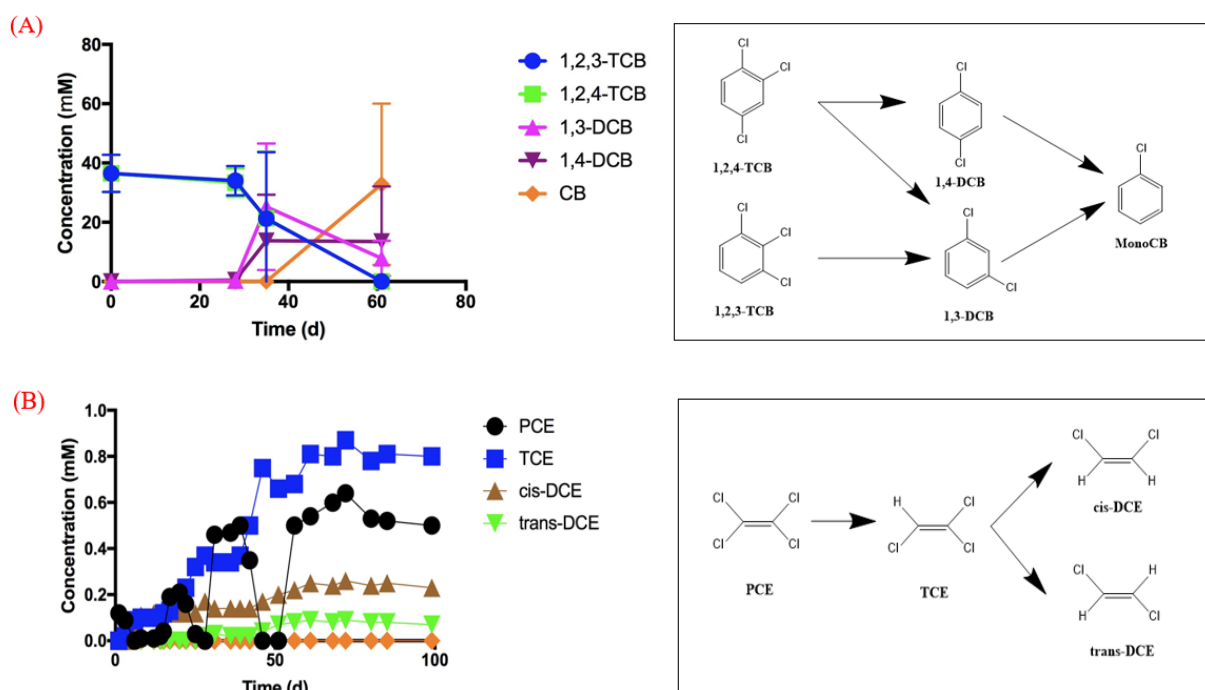 (A)
Concentration (mM)
80
60
40
20
0
0 20 40 60 80
Time (d)
1,2,3-TCB
1,2,4-TCB
1,3-DCB
1,4-DCB
CB
Cl
Cl
Cl
1,2,4-TCB
Cl
Cl
1,4-DCB
Cl
MonoCB
Cl
Cl
Cl
1,2,3-TCB
Cl
Cl
1,3-DCB
(B)
Concentration (mM)
1.0
0.8
0.6
0.4
0.2
0.0
0 50 100
Time (d)
PCE
TCE
cis-DCE
trans-DCE
Cl Cl
Cl Cl
PCE
H Cl
Cl Cl
TCE
Cl Cl
H H
cis-DCE
Cl H
H Cl
trans-DCE